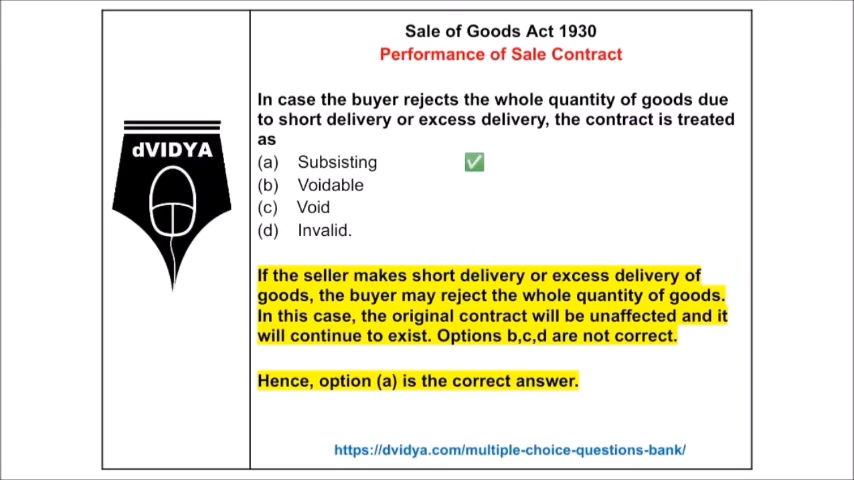 Sale of Goods Act 1930
Performance of Sale Contract
dVIDYA
In case the buyer rejects the whole quantity of goods due
to short delivery or excess delivery, the contract is treated
as
(a) Subsisting ✅
(b) Voidable
(c) Void
(d) Invalid.
If the seller makes short delivery or excess delivery of
goods, the buyer may reject the whole quantity of goods.
In this case, the original contract will be unaffected and it
will continue to exist. Options b,c,d are not correct.
Hence, option (a) is the correct answer.
https://dvidya.com/multiple-choice-questions-bank/